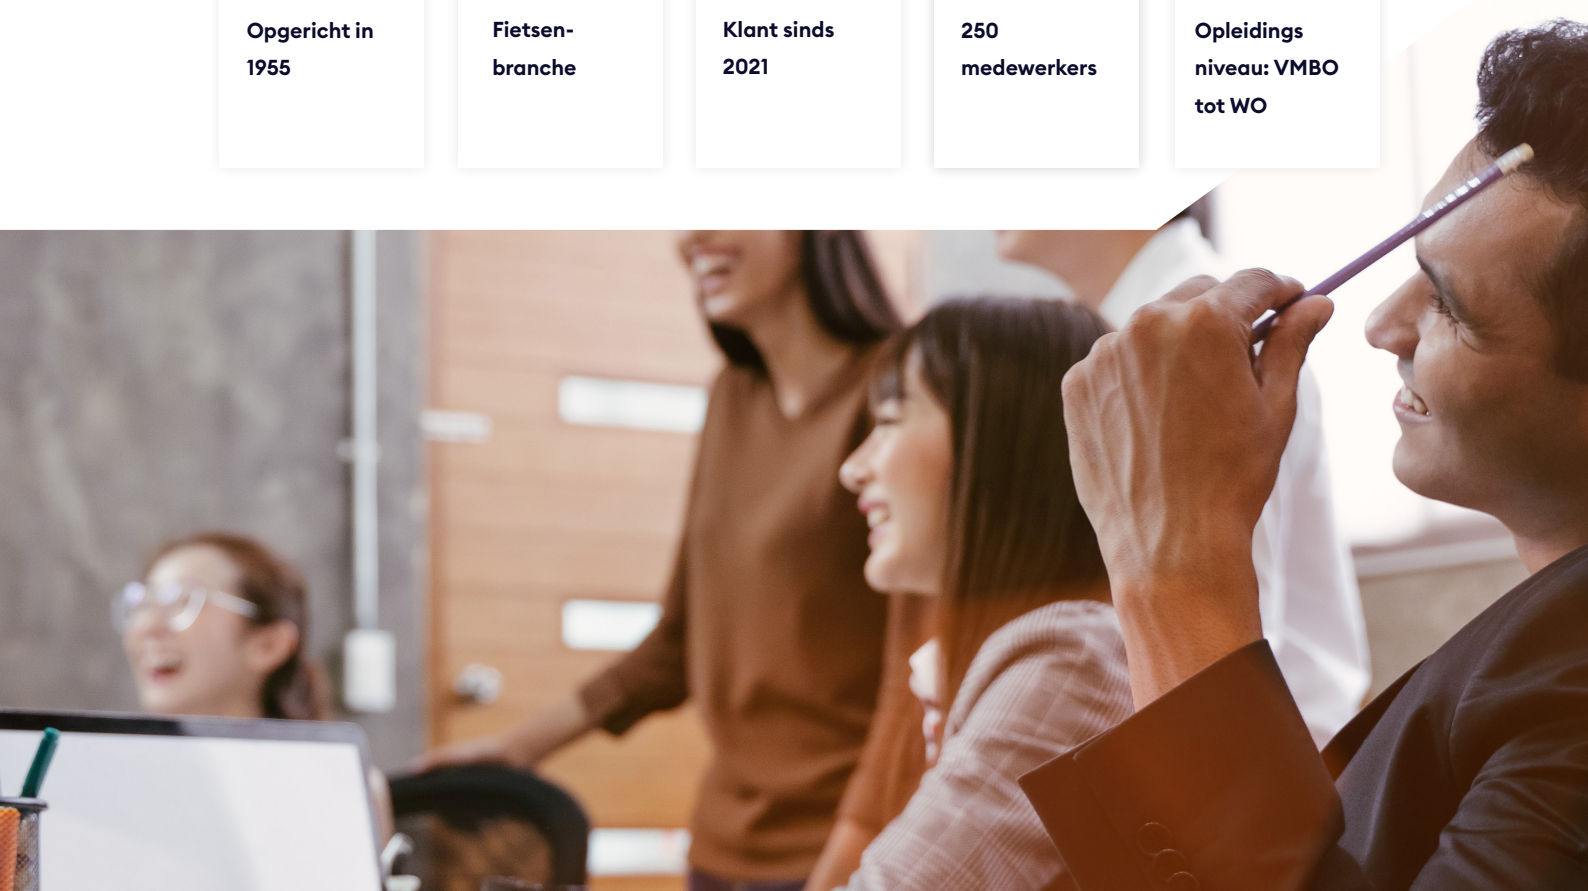 Opgericht in
1955
Fietsen-
branche
Klant sinds
2021
250
medewerkers
Opleidings
niveau: VMBO
tot WO